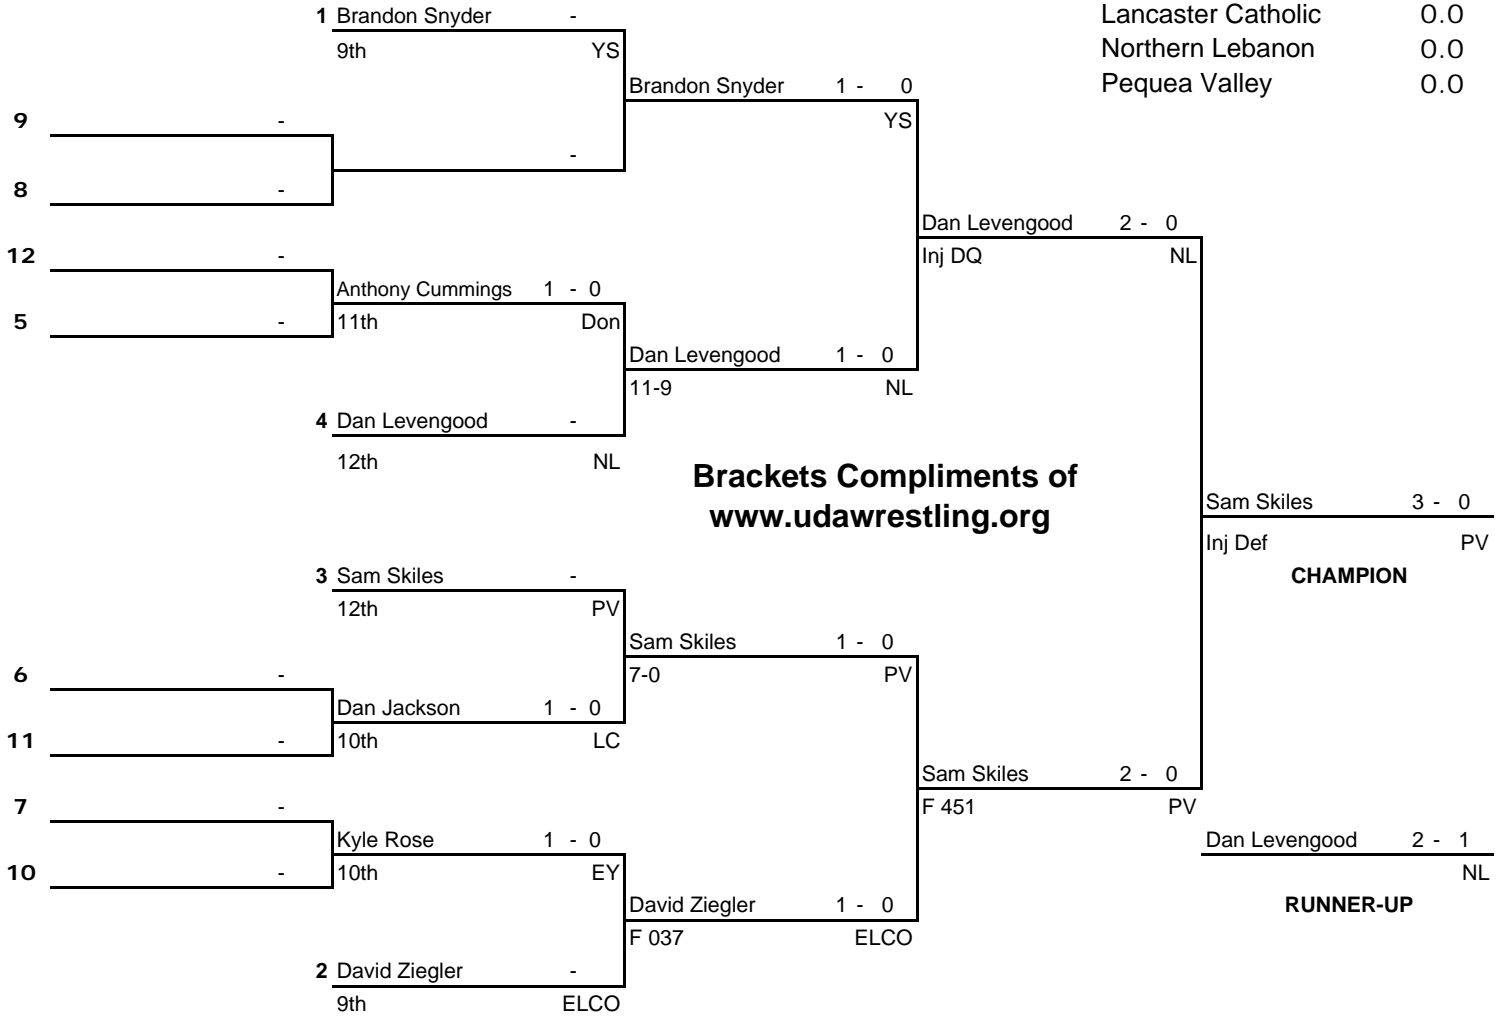 1 Brandon Snyder -
Lancaster Catholic 0.0
9th YS
Northern Lebanon 0.0
Brandon Snyder 1 - 0
Pequea Valley 0.0
9 -
YS
-
8 -
Dan Levengood 2 - 0
12 -
Inj DQ NL
Anthony Cummings 1 - 0
5 -
11th Don
Dan Levengood 1 - 0
11-9 NL
4 Dan Levengood -
12th NL
Brackets Compliments of
www.udawrestling.org
Sam Skiles 3 - 0
Inj Def PV
CHAMPION
3 Sam Skiles -
12th PV
Sam Skiles 1 - 0
6 -
7-0 PV
Dan Jackson 1 - 0
11 -
10th LC
Sam Skiles 2 - 0
7 -
F 451 PV
Kyle Rose 1 - 0
Dan Levengood 2 - 1
10 -
10th EY
NL
David Ziegler 1 - 0
RUNNER-UP
F 037 ELCO
2 David Ziegler -
9th ELCO